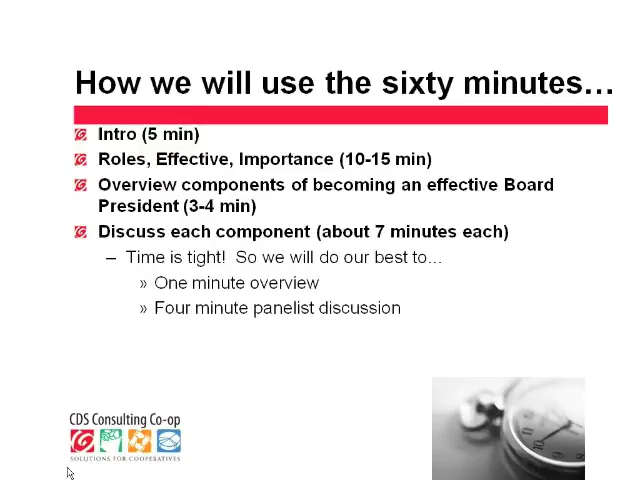 How we will use the sixty minutes…
Intro (5 min)
Roles, Effective, Importance (10-15 min)
Overview components of becoming an effective Board
President (3-4 min)
Discuss each component (about 7 minutes each)
– Time is tight!  So we will do our best to...
» One minute overview
» Four minute panelist discussion
CDS Consulting Co-op
SOLUTIONS FOR COOPERATIVES